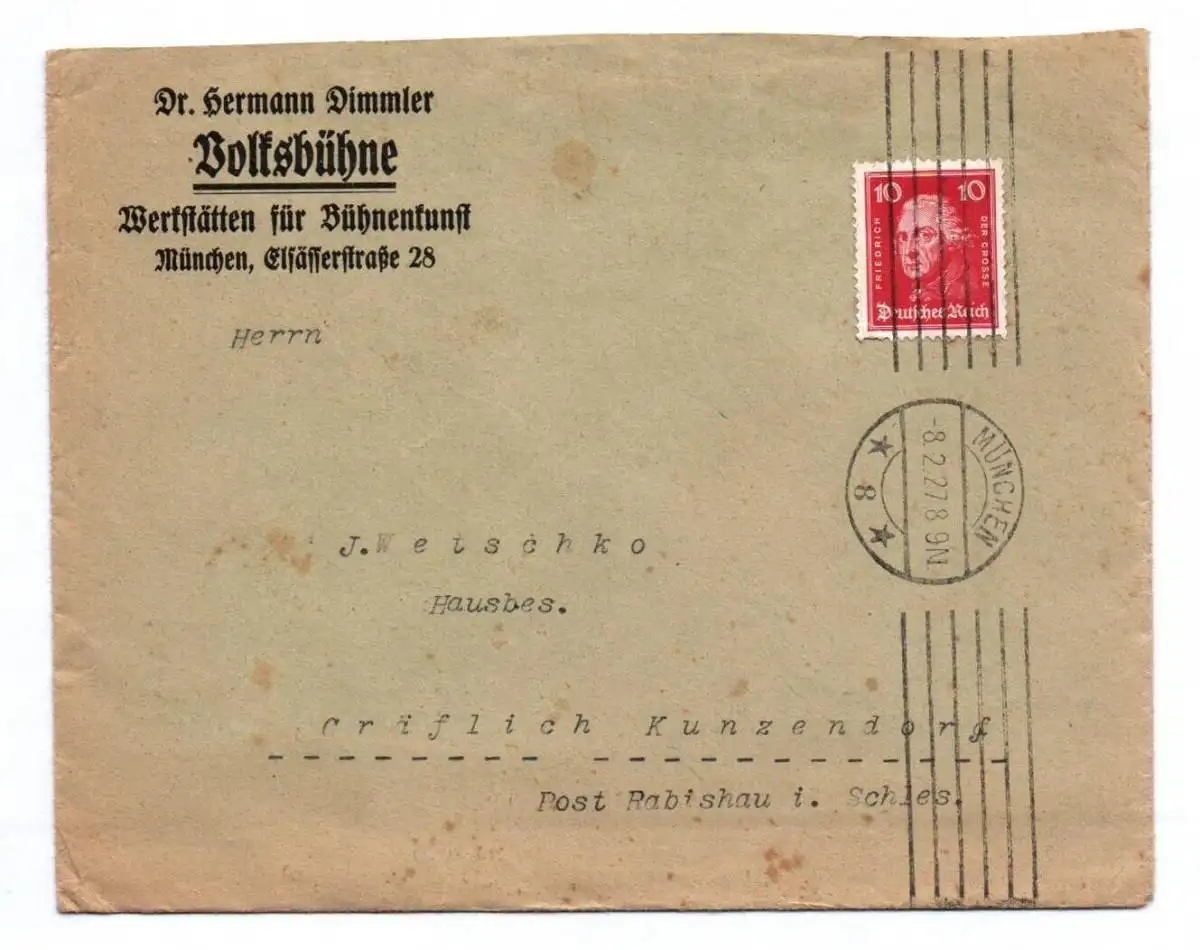 Dr. Hermann Dimmler
Volksbühne
Werkstätten für Bühnenkunst
München, Elsässerstraße 28
10 10
FRIEDRICH DER GROSSE
Deutsches Reich
Herrn
MÜNCHEN
-8.2.27.8-9N
* 8 *
J.Wetschko
Hausbes.
Gräflich Kunzendorf
Post Rabishau i. Schles.